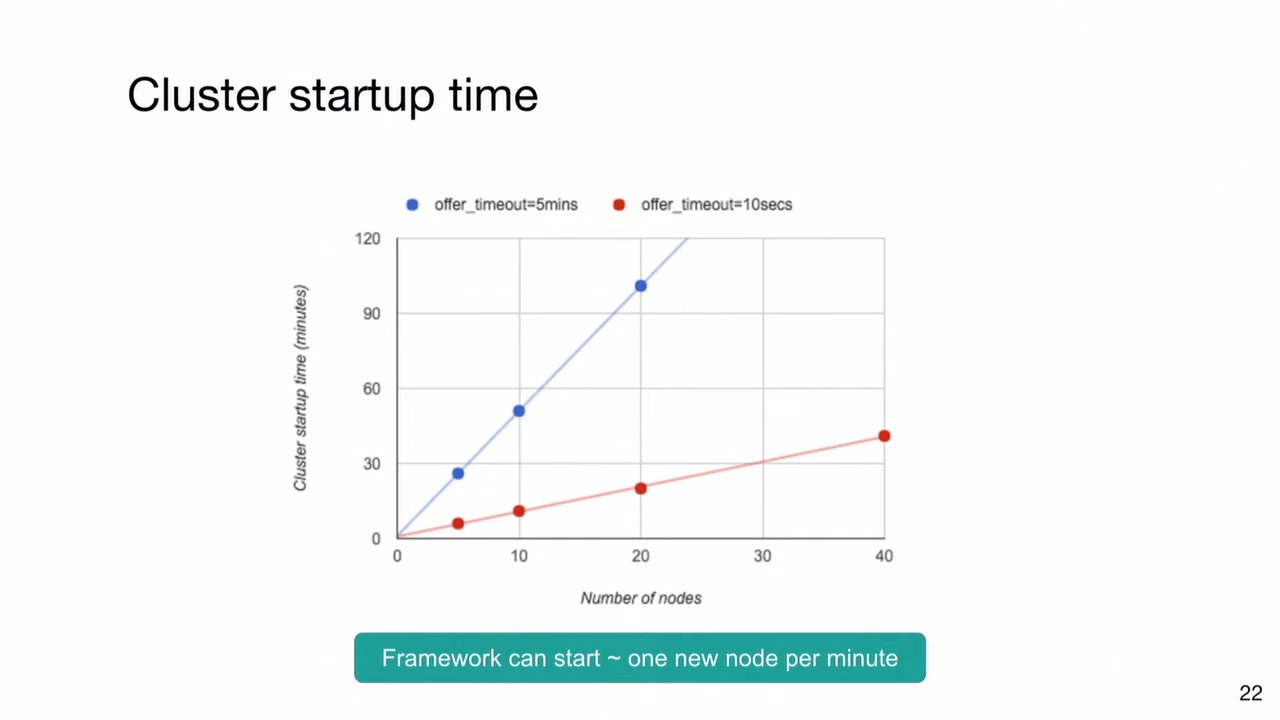 Cluster startup time
offer_timeout=5mins offer_timeout=10secs
120
90
60
30
0
Cluster startup time (minutes)
0 10 20 30 40
Number of nodes
Framework can start ~ one new node per minute
22